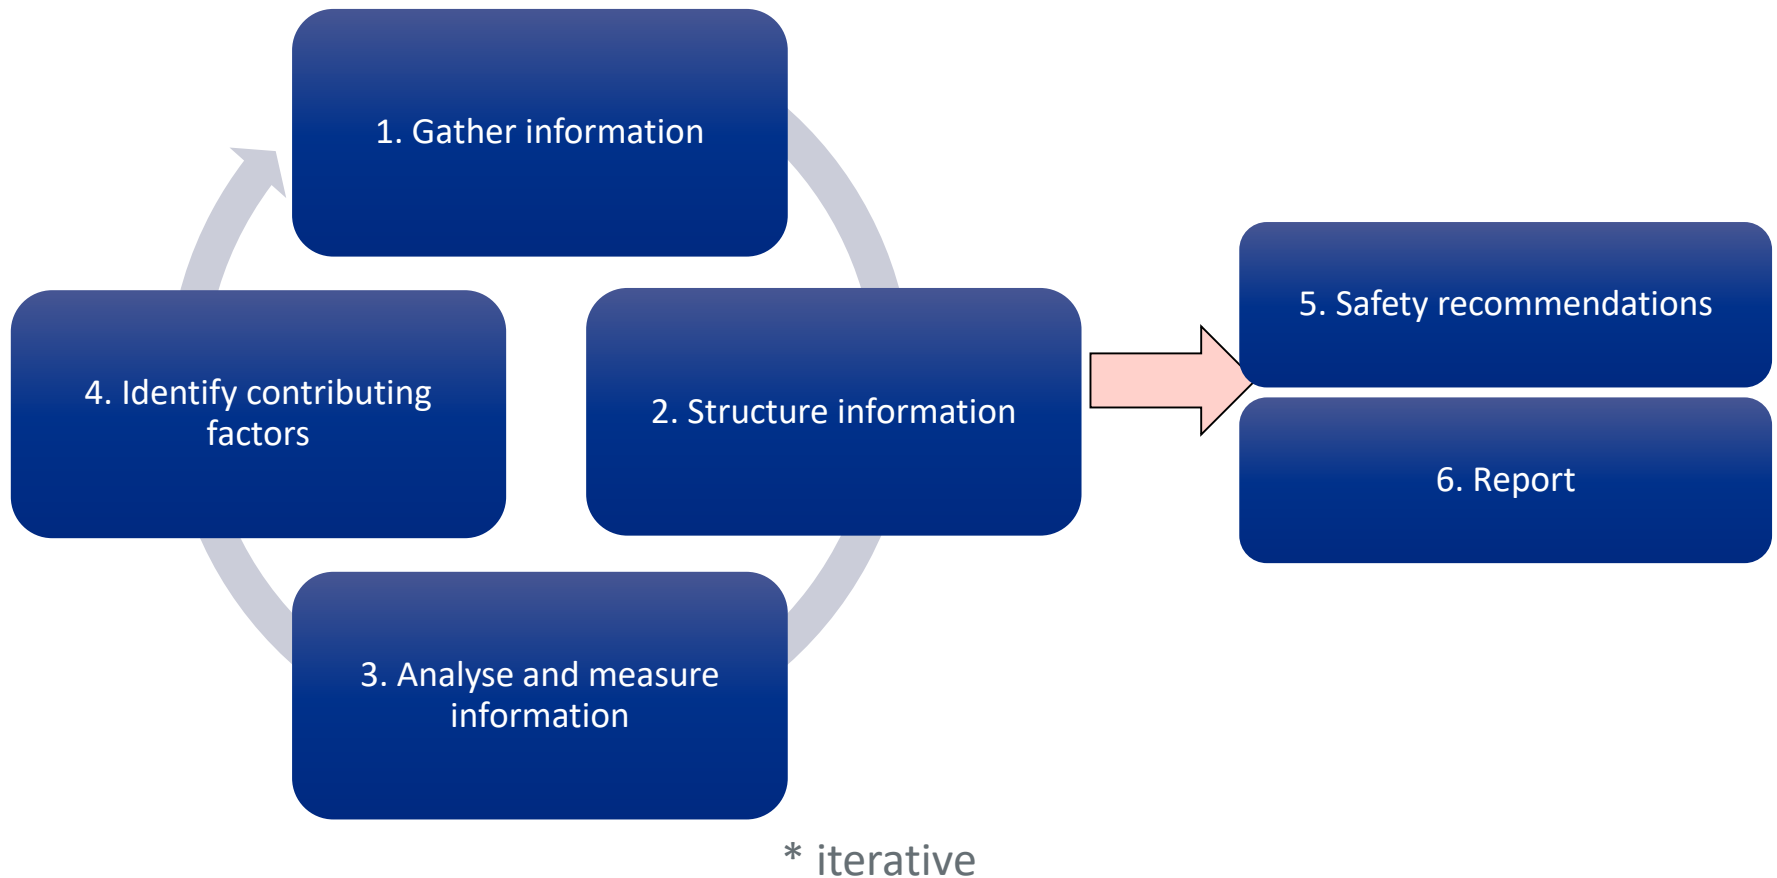 1. Gather information
2. Structure information
3. Analyse and measure
information
4. Identify contributing
factors
5. Safety recommendations
6. Report
* iterative